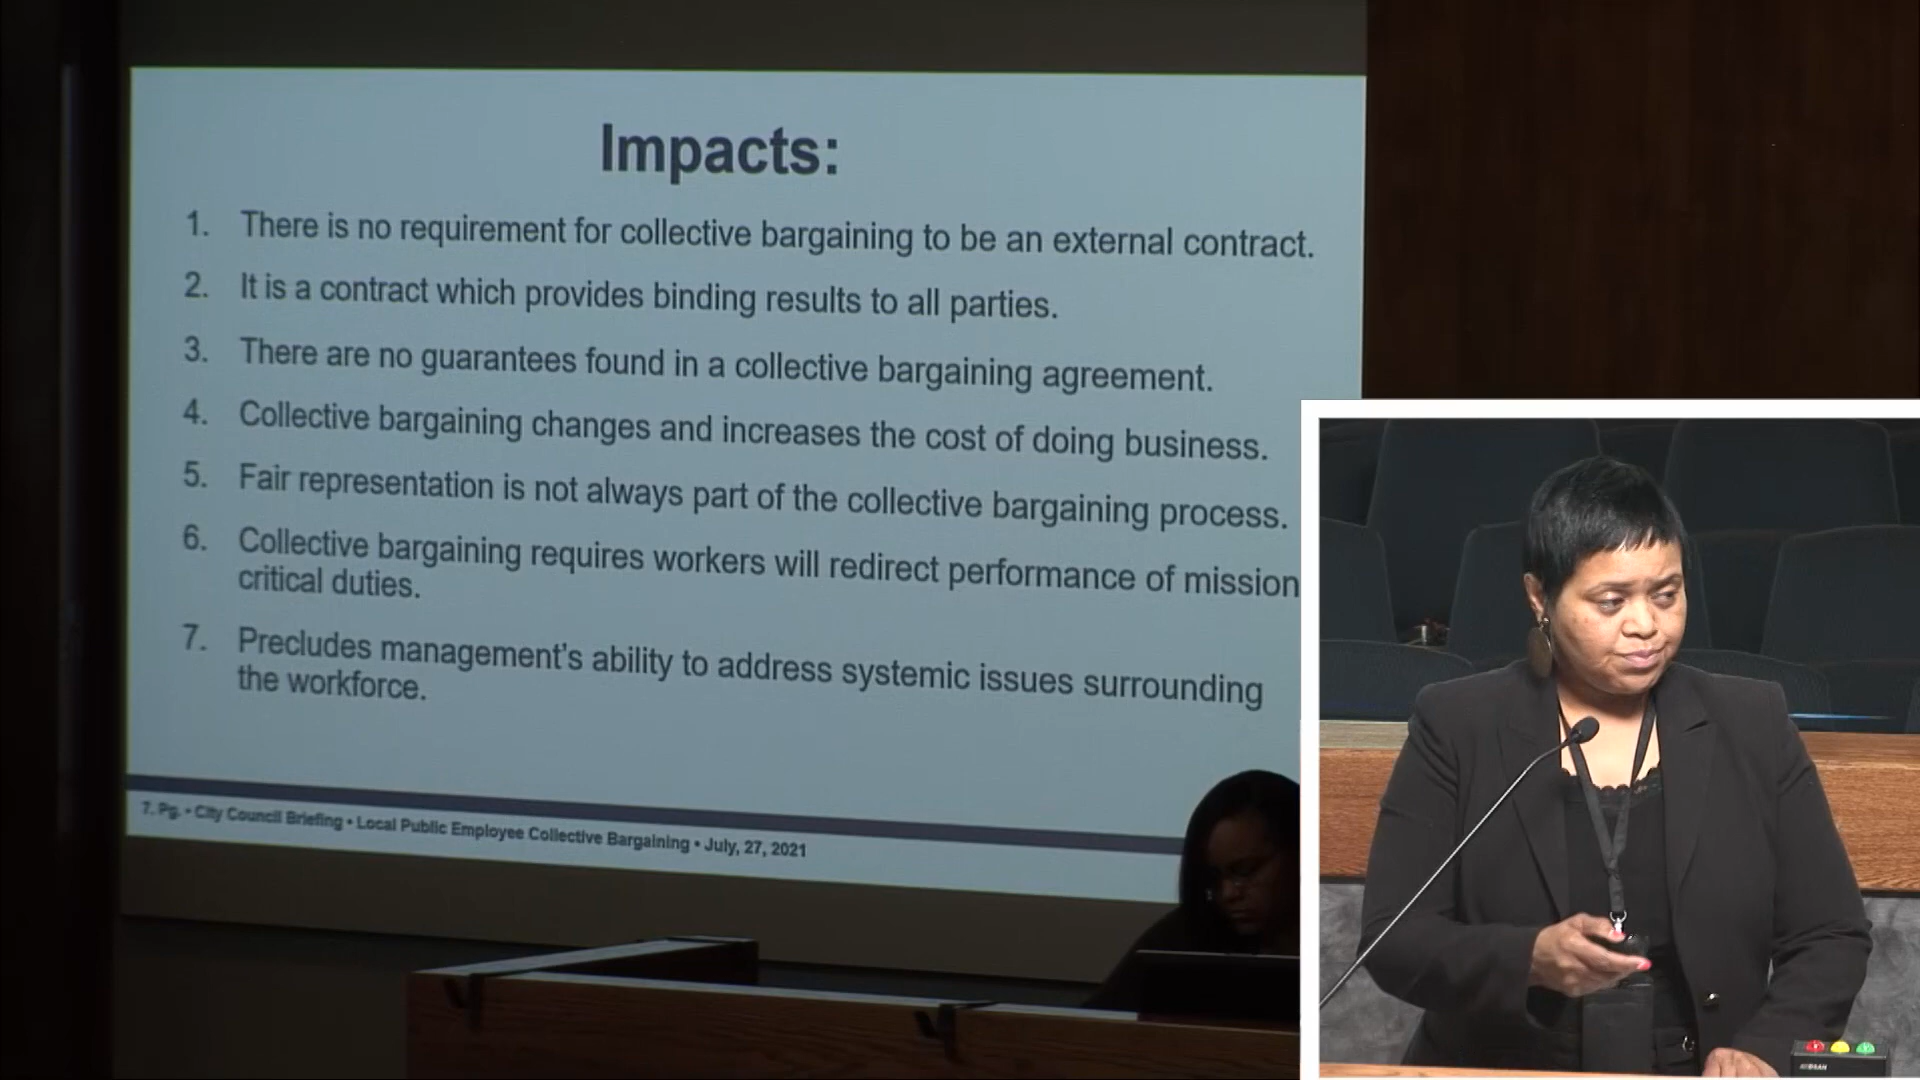 Impacts:
1. There is no requirement for collective bargaining to be an external contract.
2. It is a contract which provides binding results to all parties.
3. There are no guarantees found in a collective bargaining agreement.
4. Collective bargaining changes and increases the cost of doing business.
5. Fair representation is not always part of the collective bargaining process.
6. Collective bargaining requires workers will redirect performance of mission
critical duties.
7. Precludes management's ability to address systemic issues surrounding
the workforce.
7. Pg. • City Council Briefing • Local Public Employee Collective Bargaining • July, 27, 2021